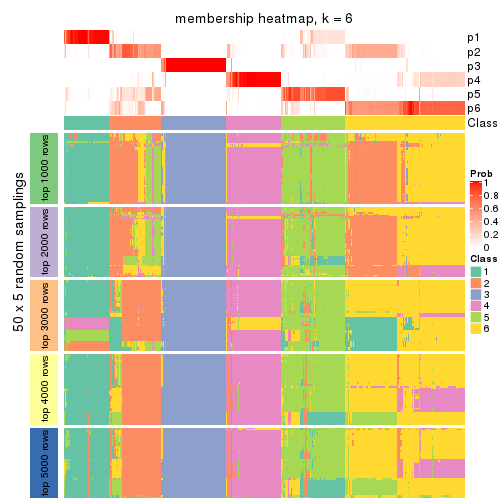 membership heatmap, k = 6
p1
p2
p3
p4
p5
p6
Class
50 x 5 random samplings
top 1000 rows
top 2000 rows
top 3000 rows
top 4000 rows
top 5000 rows
Prob
1
0.8
0.6
0.4
0.2
0
Class
1
2
3
4
5
6